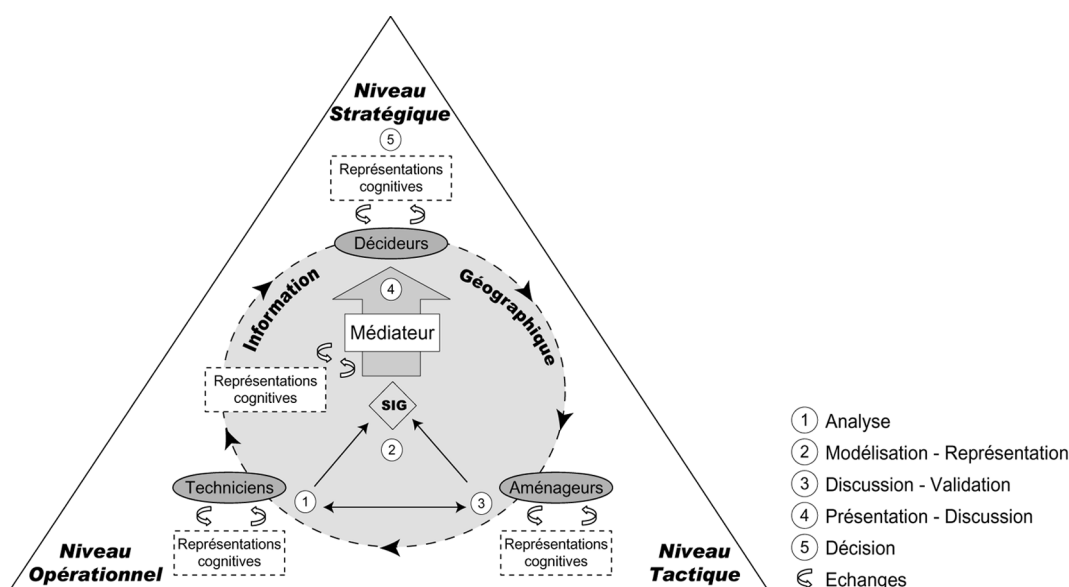 Niveau
Stratégique
5
Représentations
cognitives
Décideurs
Information
Géographique
4
Médiateur
Représentations
cognitives
SIG
2
Techniciens
1
3
Aménageurs
Représentations
cognitives
Représentations
cognitives
Niveau
Opérationnel
Niveau
Tactique
1 Analyse
2 Modélisation - Représentation
3 Discussion - Validation
4 Présentation - Discussion
5 Décision
Echanges